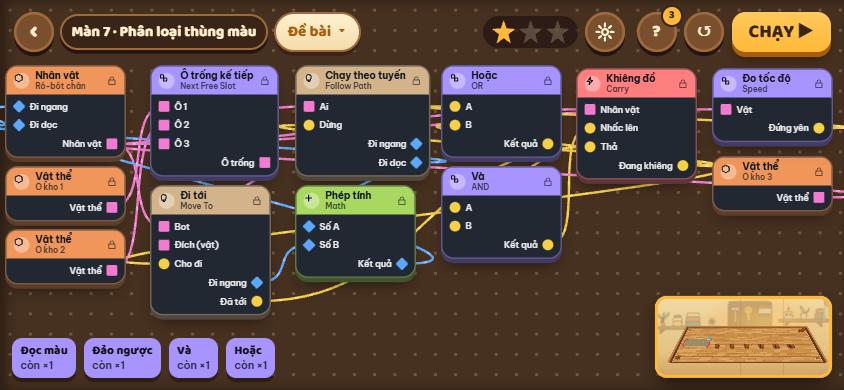 Màn 7 · Phân loại thùng màu
Đề bài
3
?
CHẠY
Nhân vật
Rô-bốt chân
Đi ngang
Đi dọc
Nhân vật
Vật thể
Ô kho 1
Vật thể
Vật thể
Ô kho 2
Vật thể
Ô trống kế tiếp
Next Free Slot
Ô 1
Ô 2
Ô 3
Ô trống
Đi tới
Move To
Bot
Đích (vật)
Cho đi
Đi ngang
Đã tới
Chạy theo tuyến
Follow Path
Ai
Dừng
Đi ngang
Đi dọc
Phép tính
Math
Số A
Số B
Kết quả
Hoặc
OR
A
B
Kết quả
Và
AND
A
B
Kết quả
Khiêng đồ
Carry
Nhân vật
Nhấc lên
Thả
Đang khiêng
Đo tốc độ
Speed
Vật
Đứng yên
Vật thể
Ô kho 3
Vật thể
Đọc màu
còn ×1
Đảo ngược
còn ×1
Và
còn ×1
Hoặc
còn ×1